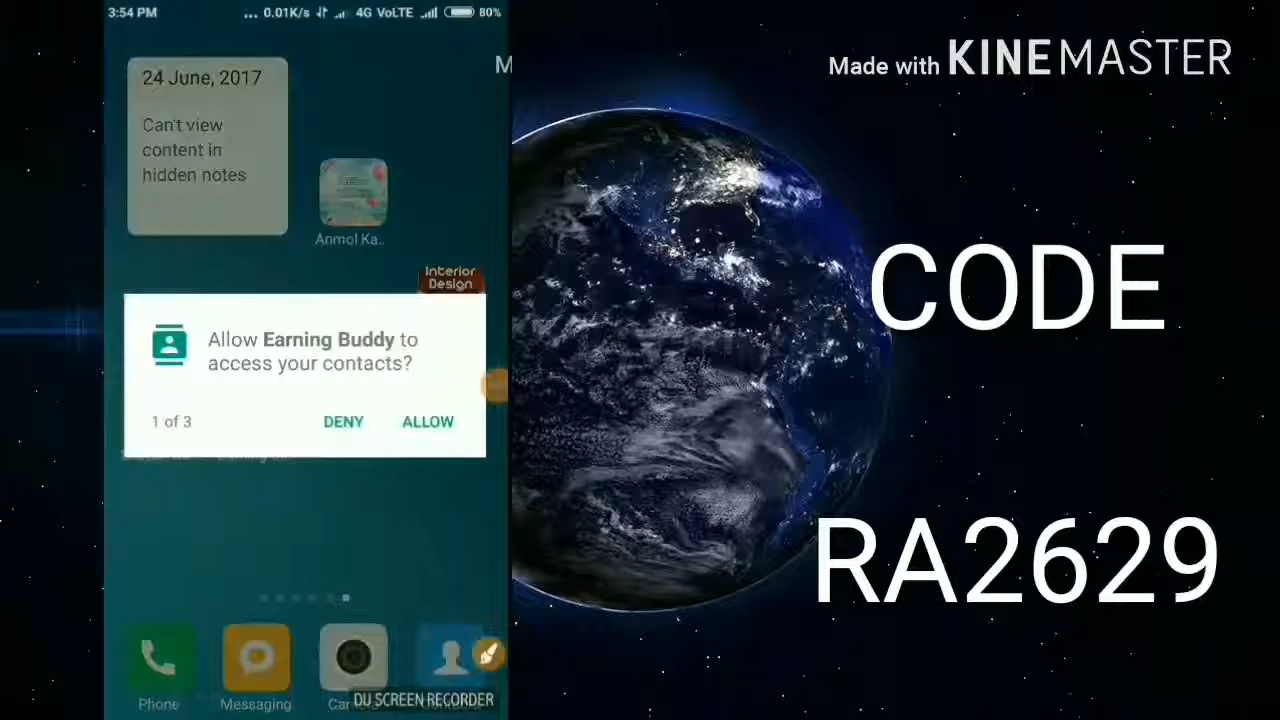 3:54 PM
... 0.01K/s 4G VoLTE 80%
24 June, 2017
Can't view
content in
hidden notes
Anmol Ka..
Interior
Design
Allow Earning Buddy to
access your contacts?
1 of 3
DENY
ALLOW
Phone
Messaging
DU SCREEN RECORDER
M
Made with KINEMASTER
CODE
RA2629